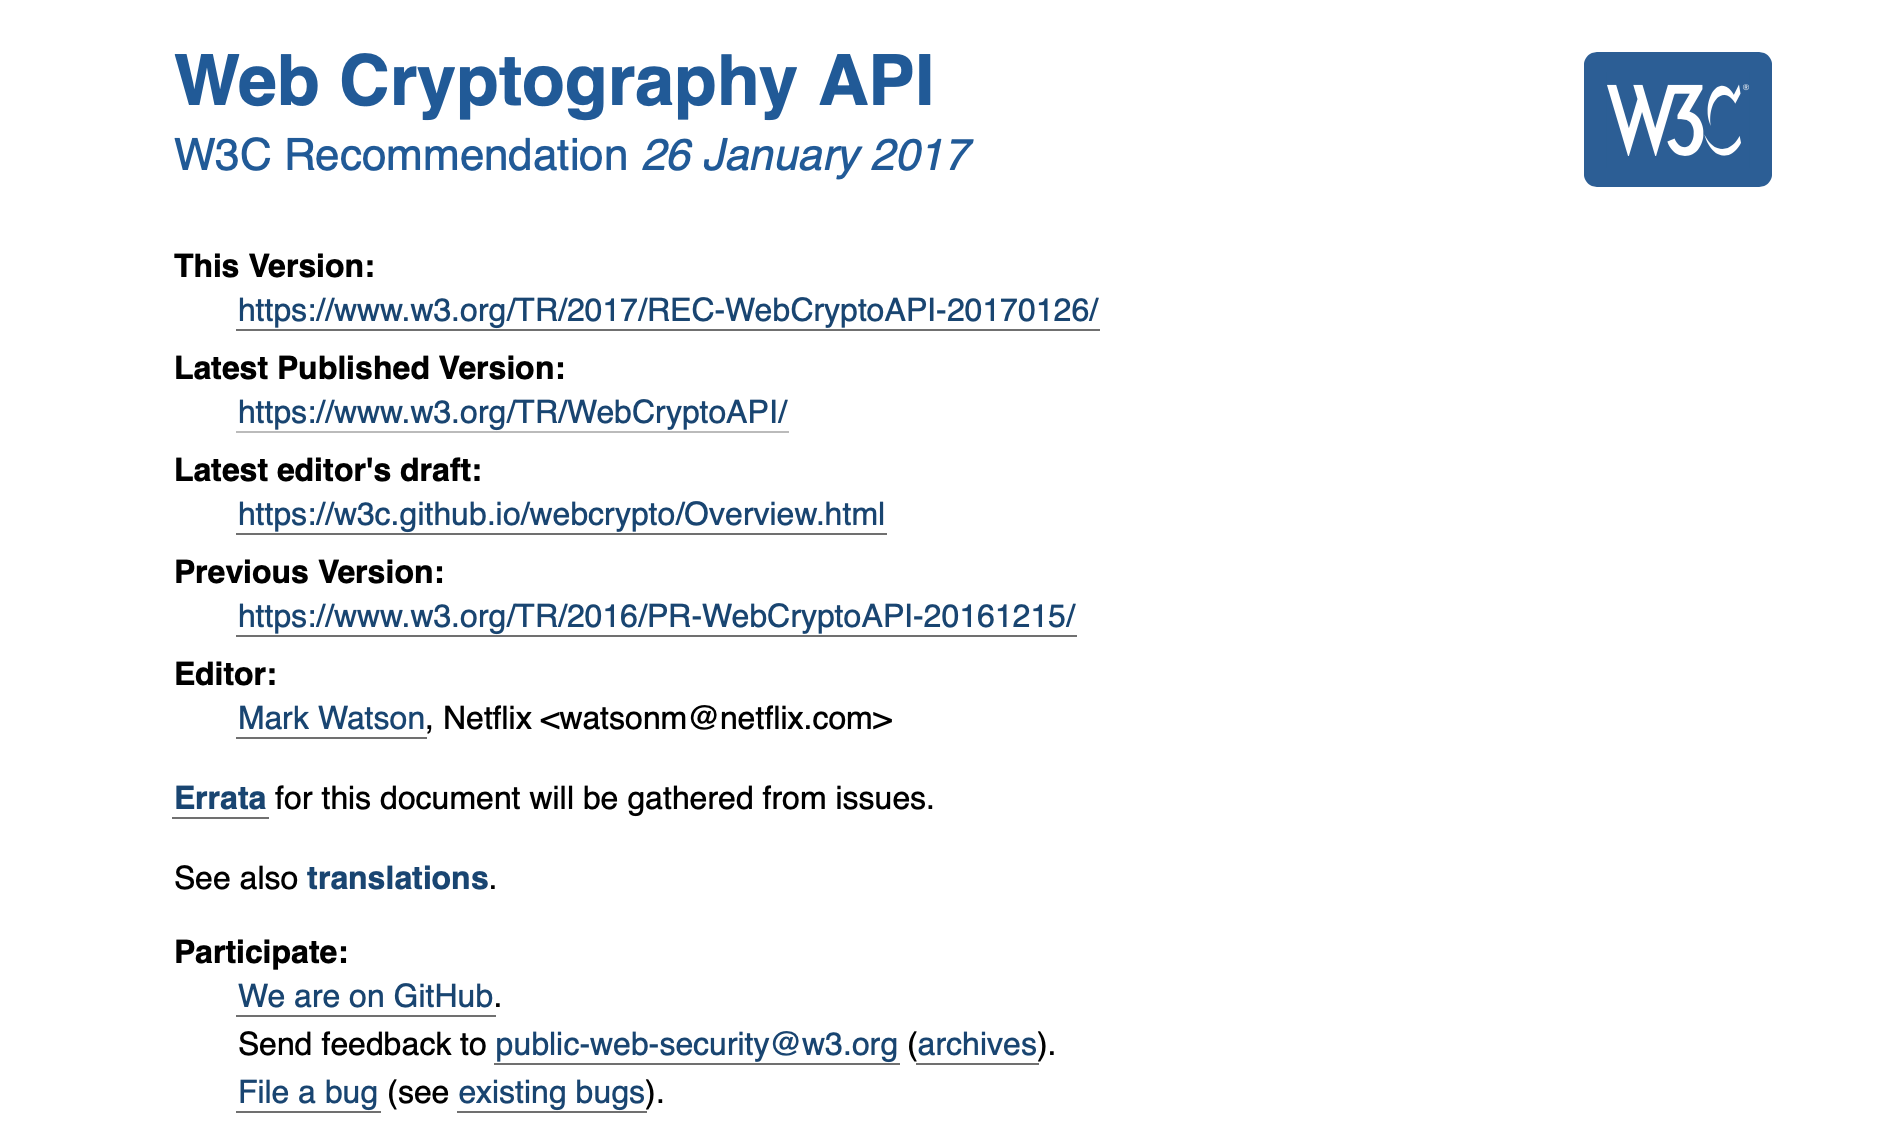 Web Cryptography API
W3C®
W3C Recommendation 26 January 2017
This Version:
https://www.w3.org/TR/2017/REC-WebCryptoAPI-20170126/
Latest Published Version:
https://www.w3.org/TR/WebCryptoAPI/
Latest editor's draft:
https://w3c.github.io/webcrypto/Overview.html
Previous Version:
https://www.w3.org/TR/2016/PR-WebCryptoAPI-20161215/
Editor:
Mark Watson, Netflix <watsonm@netflix.com>
Errata for this document will be gathered from issues.
See also translations.
Participate:
We are on GitHub.
Send feedback to public-web-security@w3.org (archives).
File a bug (see existing bugs).